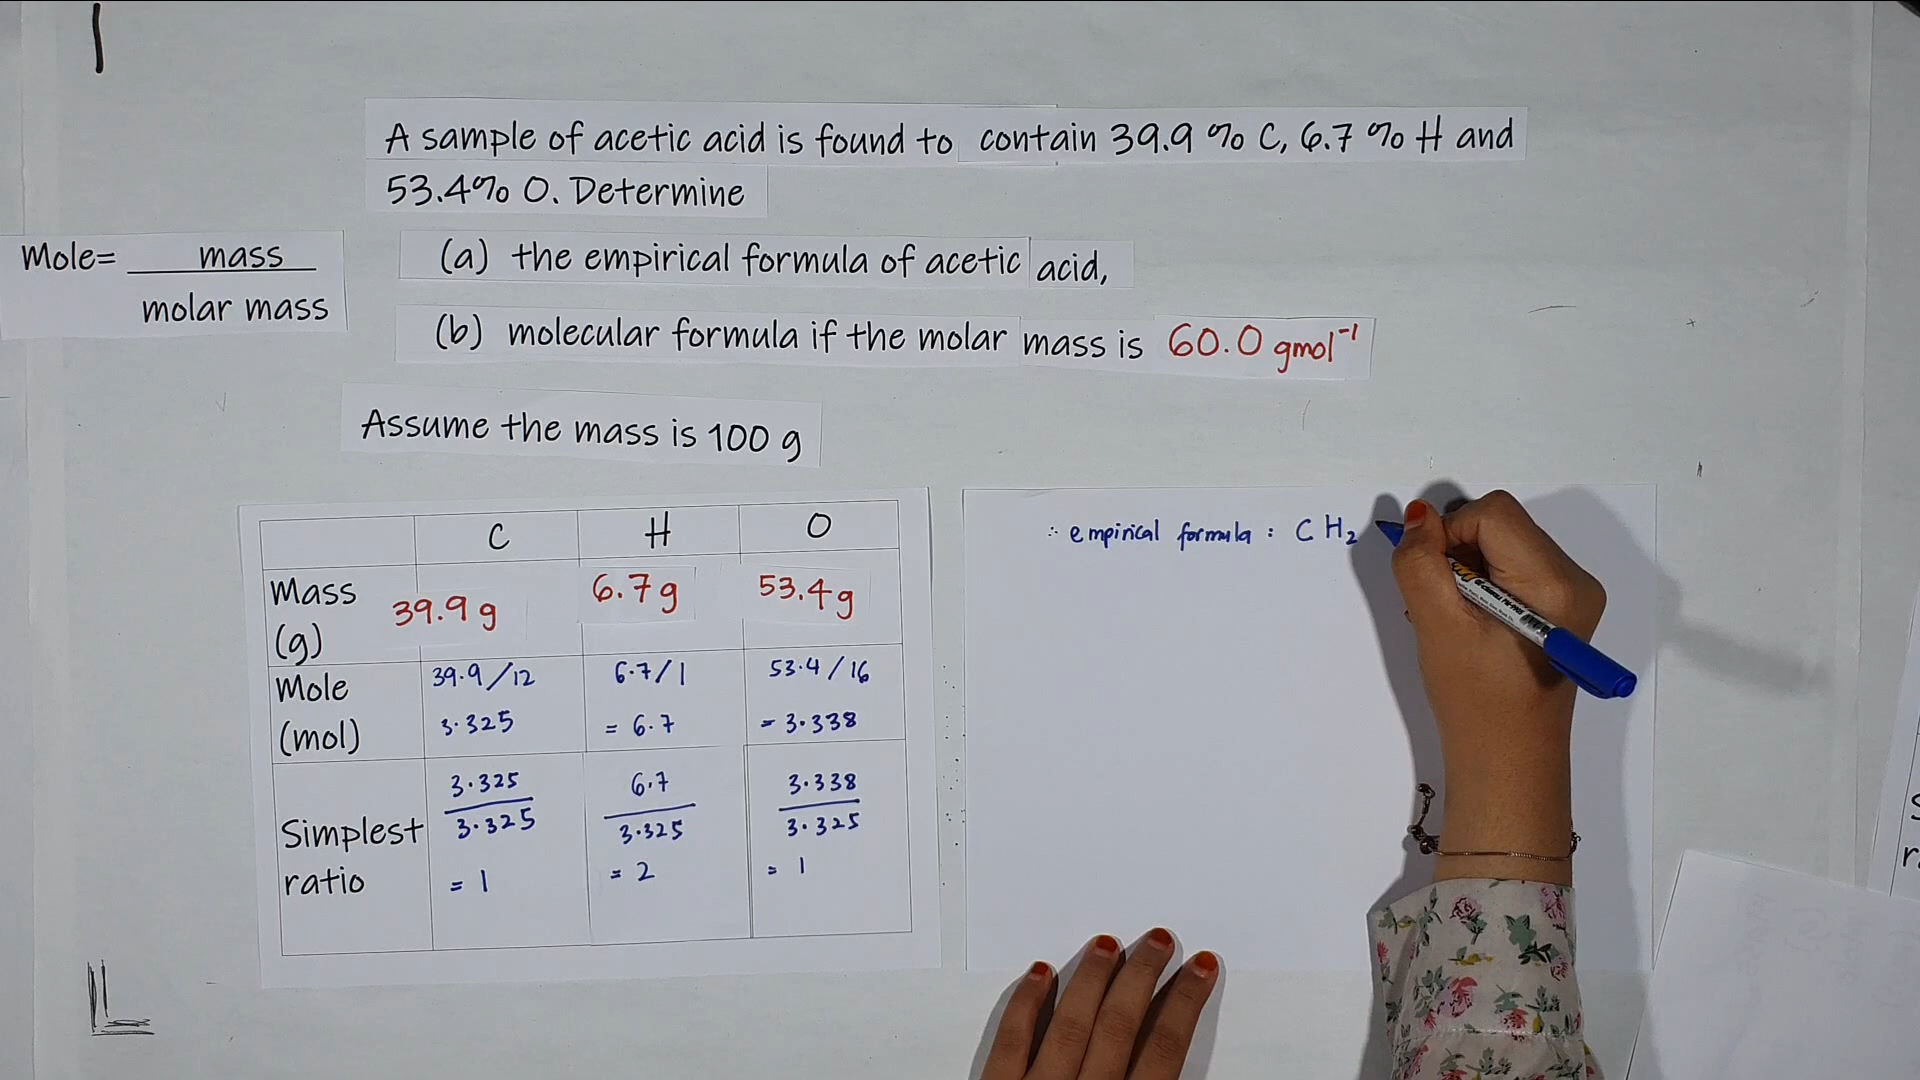 A sample of acetic acid is found to contain 39.9 % C, 6.7 % H and
53.4% O. Determine
Mole= mass
molar mass
(a) the empirical formula of acetic acid,
(b) molecular formula if the molar mass is 60.0 gmol⁻¹
Assume the mass is 100 g
C H O
Mass (g) 39.9 g 6.7 g 53.4 g
Mole (mol) 39.9/12 6.7/1 53.4/16
3.325 = 6.7 = 3.338
Simplest ratio 3.325/3.325 6.7/3.325 3.338/3.325
= 1 = 2 = 1
∴ empirical formula : C H₂